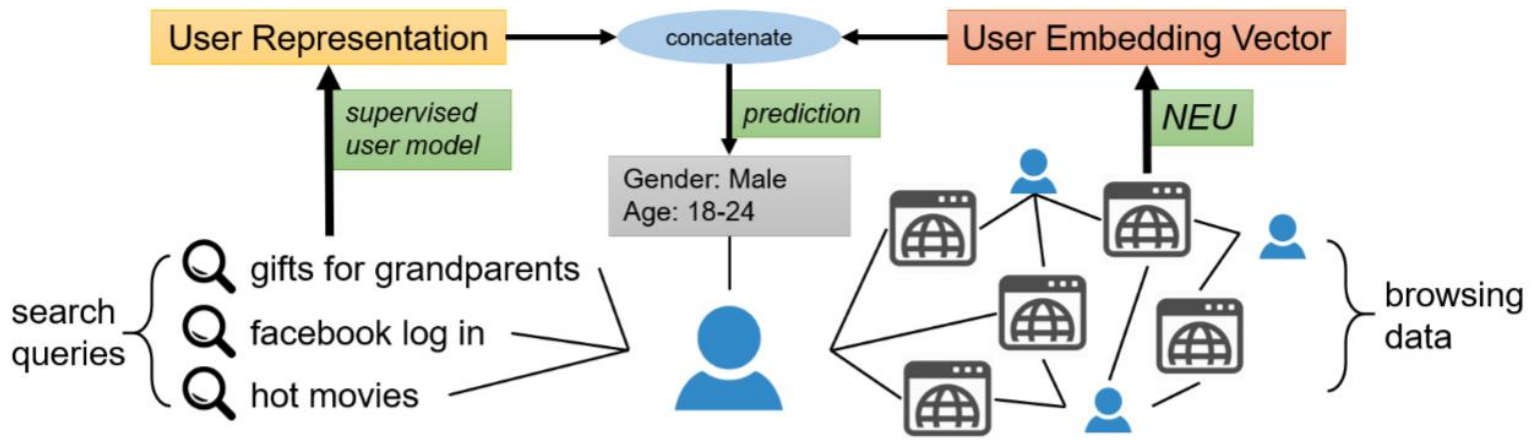 User Representation
concatenate
User Embedding Vector
supervised
user model
prediction
NEU
Gender: Male
Age: 18-24
search
queries
gifts for grandparents
facebook log in
hot movies
browsing
data